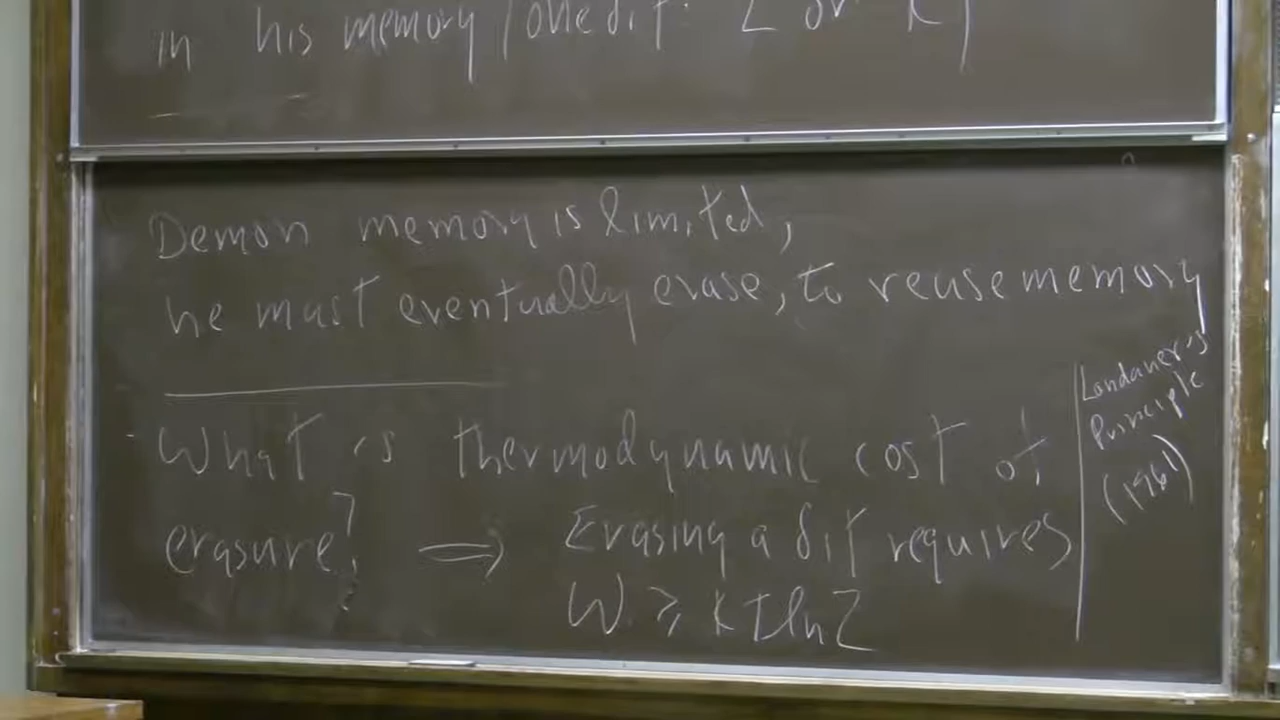 in his memory (one bit: L or R)
Demon memory is limited,
he must eventually erase, to reuse memory
What is thermodynamic cost of
erasure? ⟹ Erasing a bit requires
W ≥ kT ln 2
Landauer's
Principle
(1961)